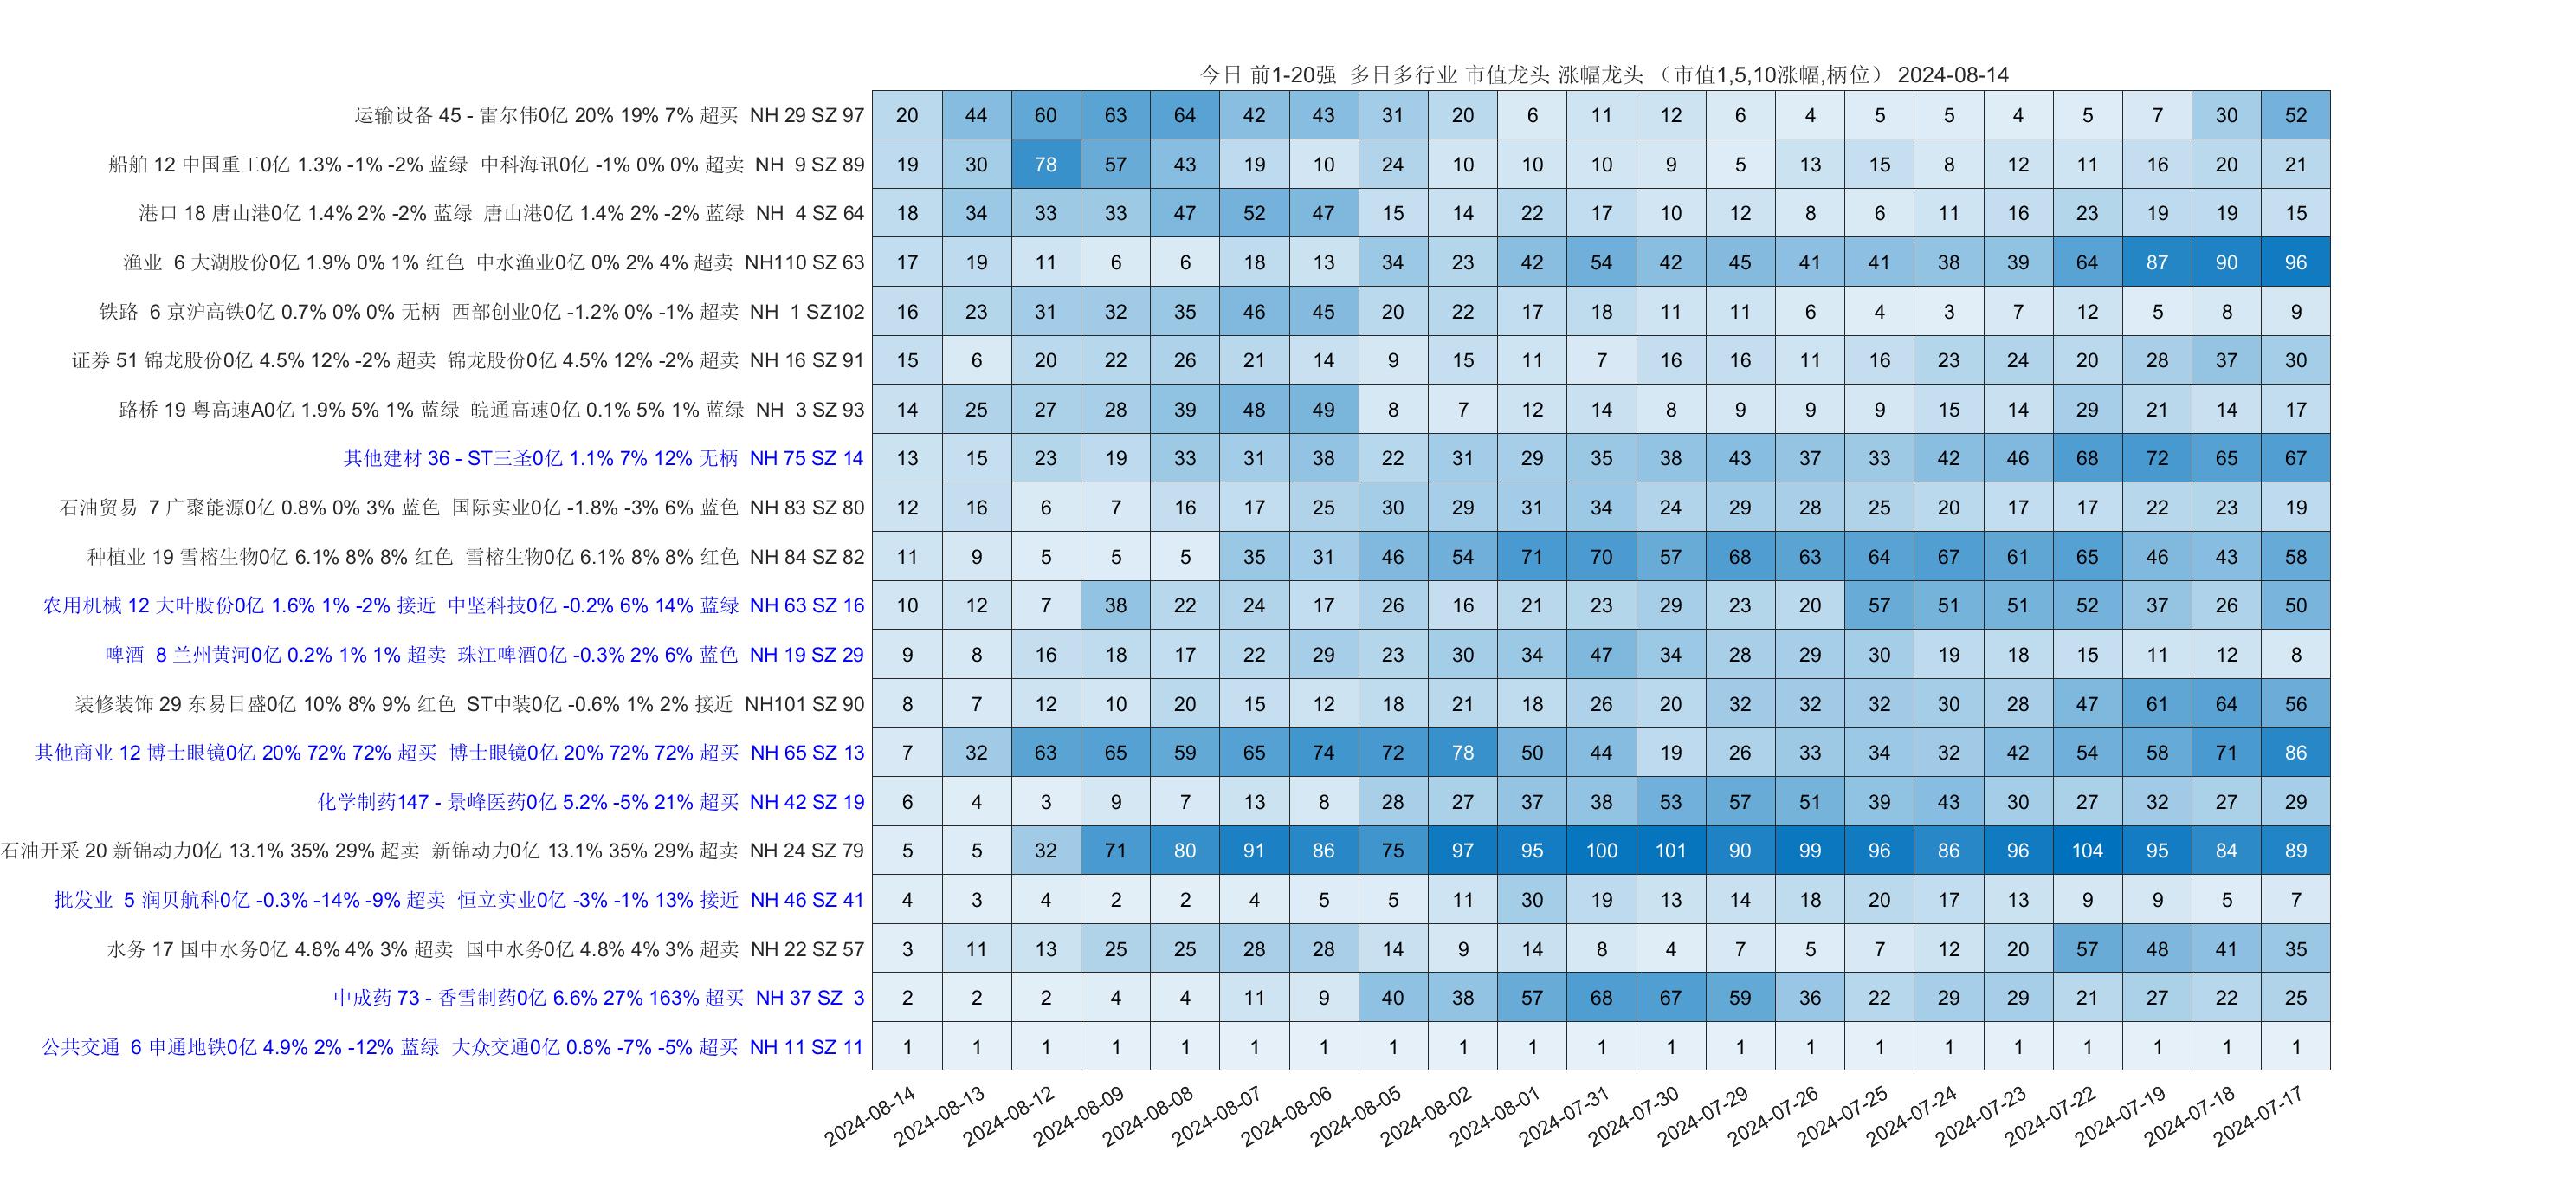 今日 前1-20强 多日多行业 市值龙头 涨幅龙头 （市值1,5,10涨幅,柄位） 2024-08-14
运输设备 45 - 雷尔伟0亿 20% 19% 7% 超买 NH 29 SZ 97 20 44 60 63 64 42 43 31 20 6 11 12 6 4 5 5 4 5 7 30 52
船舶 12 中国重工0亿 1.3% -1% -2% 蓝绿 中科海讯0亿 -1% 0% 0% 超卖 NH 9 SZ 89 19 30 78 57 43 19 10 24 10 10 10 9 5 13 15 8 12 11 16 20 21
港口 18 唐山港0亿 1.4% 2% -2% 蓝绿 唐山港0亿 1.4% 2% -2% 蓝绿 NH 4 SZ 64 18 34 33 33 47 52 47 15 14 22 17 10 12 8 6 11 16 23 19 19 15
渔业 6 大湖股份0亿 1.9% 0% 1% 红色 中水渔业0亿 0% 2% 4% 超卖 NH110 SZ 63 17 19 11 6 6 18 13 34 23 42 54 42 45 41 41 38 39 64 87 90 96
铁路 6 京沪高铁0亿 0.7% 0% 0% 无柄 西部创业0亿 -1.2% 0% -1% 超卖 NH 1 SZ102 16 23 31 32 35 46 45 20 22 17 18 11 11 6 4 3 7 12 5 8 9
证券 51 锦龙股份0亿 4.5% 12% -2% 超卖 锦龙股份0亿 4.5% 12% -2% 超卖 NH 16 SZ 91 15 6 20 22 26 21 14 9 15 11 7 16 16 11 16 23 24 20 28 37 30
路桥 19 粤高速A0亿 1.9% 5% 1% 蓝绿 皖通高速0亿 0.1% 5% 1% 蓝绿 NH 3 SZ 93 14 25 27 28 39 48 49 8 7 12 14 8 9 9 9 15 14 29 21 14 17
其他建材 36 - ST三圣0亿 1.1% 7% 12% 无柄 NH 75 SZ 14 13 15 23 19 33 31 38 22 31 29 35 38 43 37 33 42 46 68 72 65 67
石油贸易 7 广聚能源0亿 0.8% 0% 3% 蓝色 国际实业0亿 -1.8% -3% 6% 蓝色 NH 83 SZ 80 12 16 6 7 16 17 25 30 29 31 34 24 29 28 25 20 17 17 22 23 19
种植业 19 雪榕生物0亿 6.1% 8% 8% 红色 雪榕生物0亿 6.1% 8% 8% 红色 NH 84 SZ 82 11 9 5 5 5 35 31 46 54 71 70 57 68 63 64 67 61 65 46 43 58
农用机械 12 大叶股份0亿 1.6% 1% -2% 接近 中坚科技0亿 -0.2% 6% 14% 蓝绿 NH 63 SZ 16 10 12 7 38 22 24 17 26 16 21 23 29 23 20 57 51 51 52 37 26 50
啤酒 8 兰州黄河0亿 0.2% 1% 1% 超卖 珠江啤酒0亿 -0.3% 2% 6% 蓝色 NH 19 SZ 29 9 8 16 18 17 22 29 23 30 34 47 34 28 29 30 19 18 15 11 12 8
装修装饰 29 东易日盛0亿 10% 8% 9% 红色 ST中装0亿 -0.6% 1% 2% 接近 NH101 SZ 90 8 7 12 10 20 15 12 18 21 18 26 20 32 32 32 30 28 47 61 64 56
其他商业 12 博士眼镜0亿 20% 72% 72% 超买 博士眼镜0亿 20% 72% 72% 超买 NH 65 SZ 13 7 32 63 65 59 65 74 72 78 50 44 19 26 33 34 32 42 54 58 71 86
化学制药147 - 景峰医药0亿 5.2% -5% 21% 超买 NH 42 SZ 19 6 4 3 9 7 13 8 28 27 37 38 53 57 51 39 43 30 27 32 27 29
石油开采 20 新锦动力0亿 13.1% 35% 29% 超卖 新锦动力0亿 13.1% 35% 29% 超卖 NH 24 SZ 79 5 5 32 71 80 91 86 75 97 95 100 101 90 99 96 86 96 104 95 84 89
批发业 5 润贝航科0亿 -0.3% -14% -9% 超卖 恒立实业0亿 -3% -1% 13% 接近 NH 46 SZ 41 4 3 4 2 2 4 5 5 11 30 19 13 14 18 20 17 13 9 9 5 7
水务 17 国中水务0亿 4.8% 4% 3% 超卖 国中水务0亿 4.8% 4% 3% 超卖 NH 22 SZ 57 3 11 13 25 25 28 28 14 9 14 8 4 7 5 7 12 20 57 48 41 35
中成药 73 - 香雪制药0亿 6.6% 27% 163% 超买 NH 37 SZ 3 2 2 2 4 4 11 9 40 38 57 68 67 59 36 22 29 29 21 27 22 25
公共交通 6 申通地铁0亿 4.9% 2% -12% 蓝绿 大众交通0亿 0.8% -7% -5% 超买 NH 11 SZ 11 1 1 1 1 1 1 1 1 1 1 1 1 1 1 1 1 1 1 1 1 1
2024-08-14 2024-08-13 2024-08-12 2024-08-09 2024-08-08 2024-08-07 2024-08-06 2024-08-05 2024-08-02 2024-08-01 2024-07-31 2024-07-30 2024-07-29 2024-07-26 2024-07-25 2024-07-24 2024-07-23 2024-07-22 2024-07-19 2024-07-18 2024-07-17